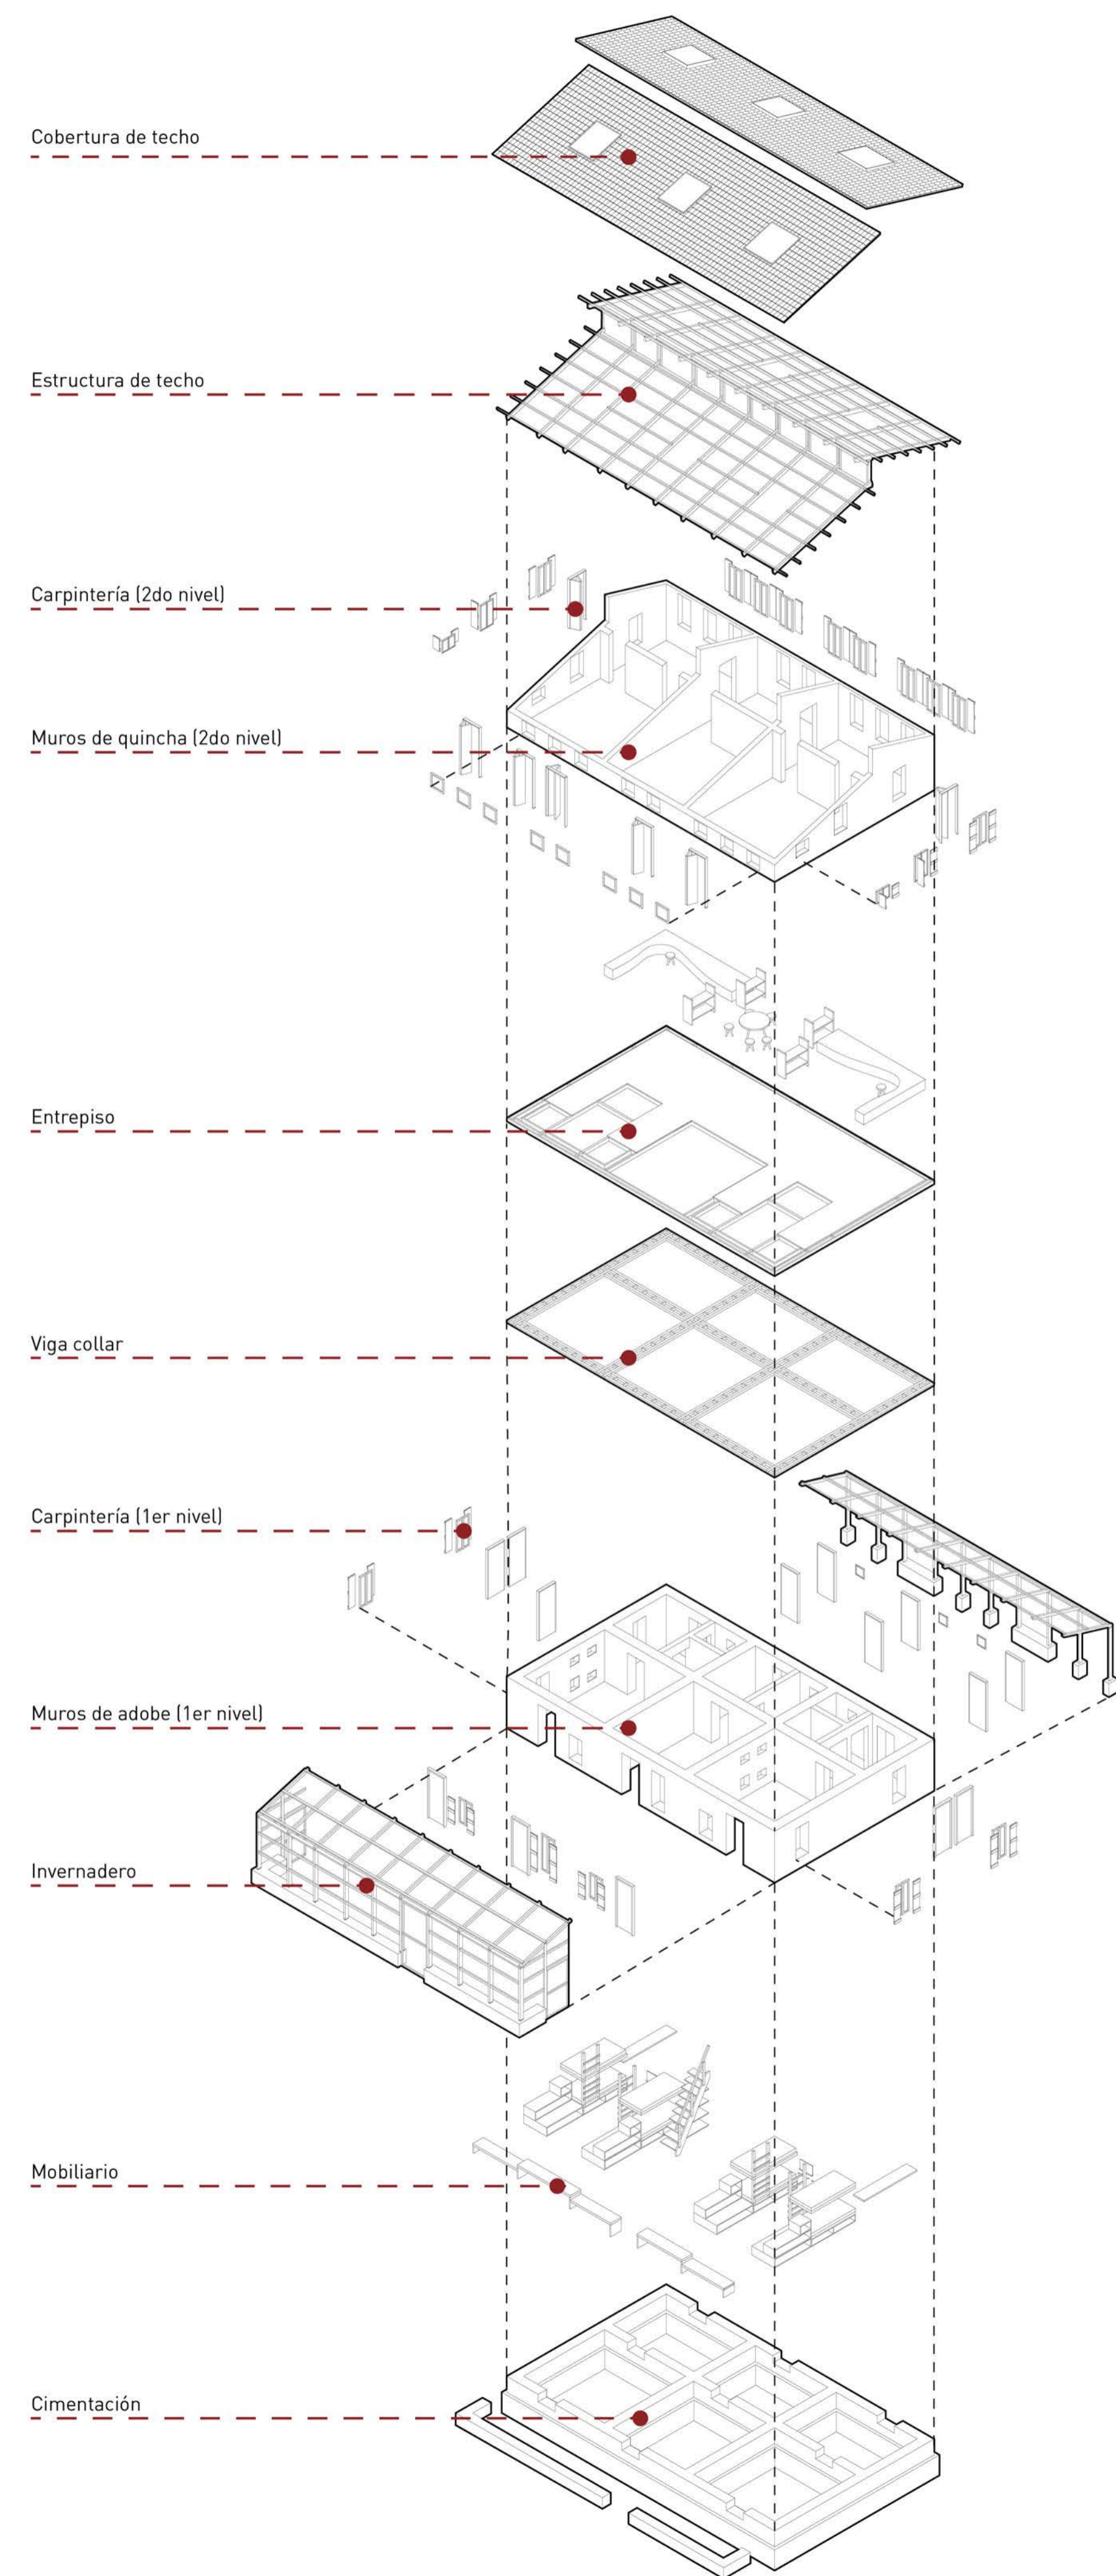 Cobertura de techo
Estructura de techo
Carpintería (2do nivel)
Muros de quincha (2do nivel)
Entrepiso
Viga collar
Carpintería (1er nivel)
Muros de adobe (1er nivel)
Invernadero
Mobiliario
Cimentación